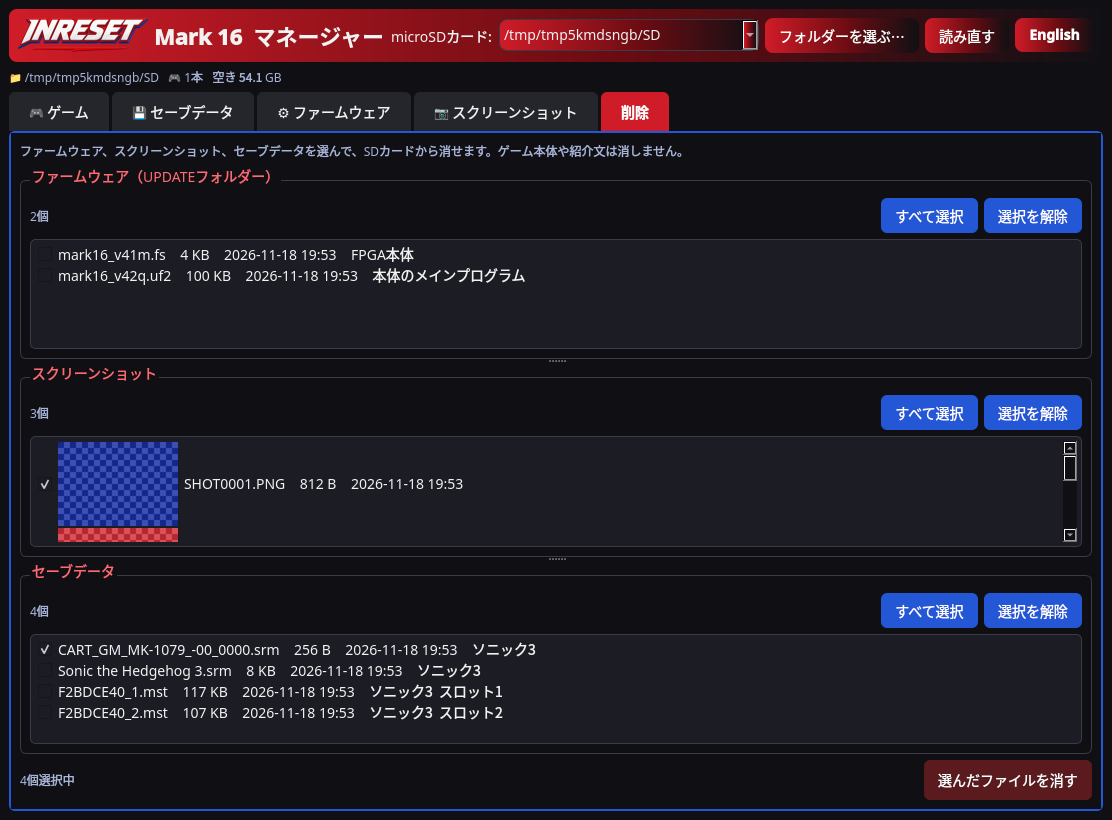 INRESET Mark 16 マネージャー microSDカード: /tmp/tmp5kmdsngb/SD フォルダーを選ぶ… 読み直す English
/tmp/tmp5kmdsngb/SD 1本 空き 54.1 GB
ゲーム セーブデータ ファームウェア スクリーンショット 削除
ファームウェア、スクリーンショット、セーブデータを選んで、SDカードから消せます。ゲーム本体や紹介文は消しません。
ファームウェア（UPDATEフォルダー）
2個 すべて選択 選択を解除
mark16_v41m.fs 4 KB 2026-11-18 19:53 FPGA本体
mark16_v42q.uf2 100 KB 2026-11-18 19:53 本体のメインプログラム
スクリーンショット
3個 すべて選択 選択を解除
SHOT0001.PNG 812 B 2026-11-18 19:53
セーブデータ
4個 すべて選択 選択を解除
CART_GM_MK-1079_-00_0000.srm 256 B 2026-11-18 19:53 ソニック3
Sonic the Hedgehog 3.srm 8 KB 2026-11-18 19:53 ソニック3
F2BDCE40_1.mst 117 KB 2026-11-18 19:53 ソニック3 スロット1
F2BDCE40_2.mst 107 KB 2026-11-18 19:53 ソニック3 スロット2
4個選択中 選んだファイルを消す